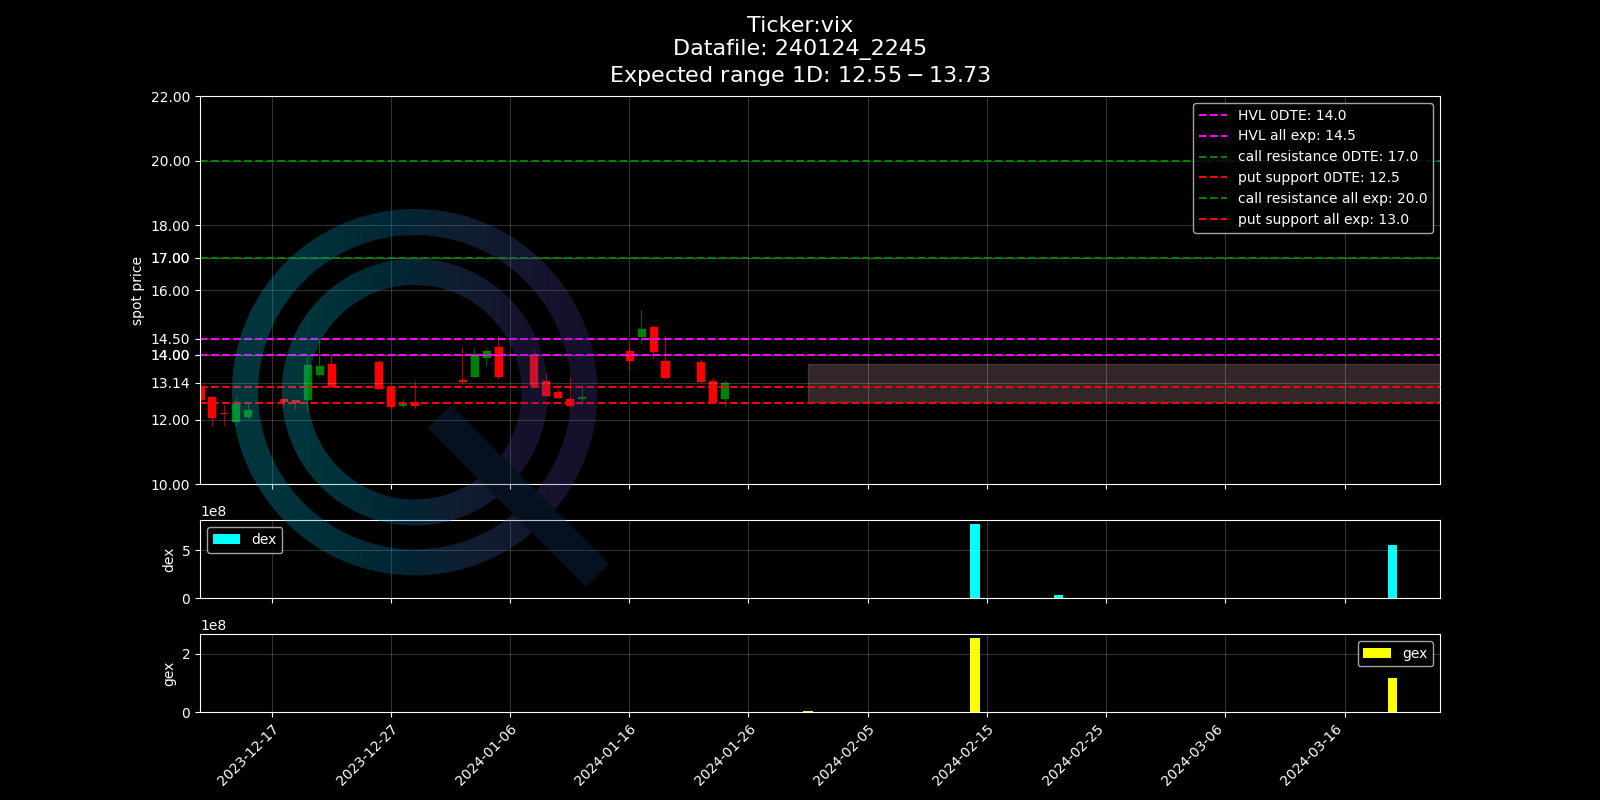 Ticker:vix
Datafile: 240124_2245
Expected range 1D: 12.55 − 13.73
22.00
20.00
18.00
17.00
16.00
14.50
14.00
13.14
12.00
10.00
spot price
HVL 0DTE: 14.0
HVL all exp: 14.5
call resistance 0DTE: 17.0
put support 0DTE: 12.5
call resistance all exp: 20.0
put support all exp: 13.0
1e8
dex
5
0
dex
1e8
gex
2
0
gex
2023-12-17
2023-12-27
2024-01-06
2024-01-16
2024-01-26
2024-02-05
2024-02-15
2024-02-25
2024-03-06
2024-03-16